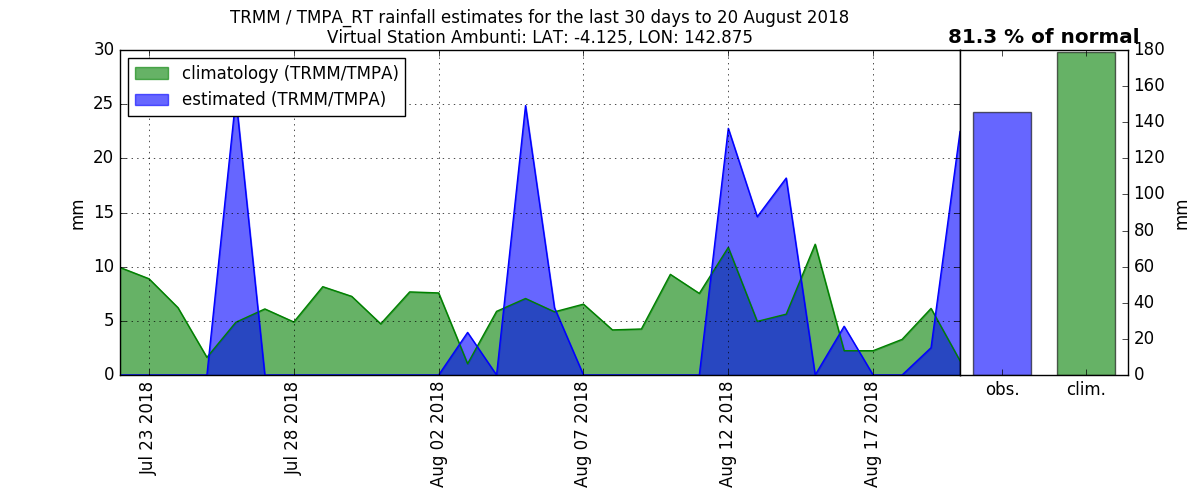 TRMM / TMPA_RT rainfall estimates for the last 30 days to 20 August 2018
Virtual Station Ambunti: LAT: -4.125, LON: 142.875
81.3 % of normal
climatology (TRMM/TMPA)
estimated (TRMM/TMPA)
30
25
20
15
10
5
0
mm
Jul 23 2018
Jul 28 2018
Aug 02 2018
Aug 07 2018
Aug 12 2018
Aug 17 2018
obs.
clim.
180
160
140
120
100
80
60
40
20
0
mm